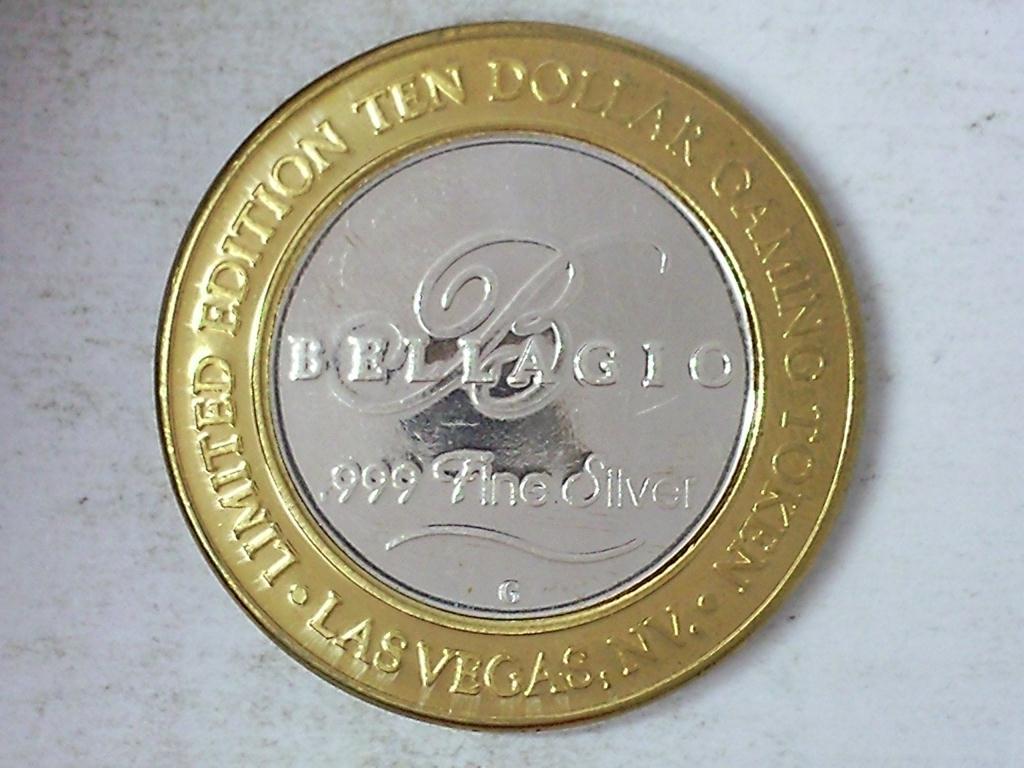 LIMITED EDITION TEN DOLLAR GAMING TOKEN
B
BELLAGIO
.999 Fine Silver
G
• LAS VEGAS, NV. •